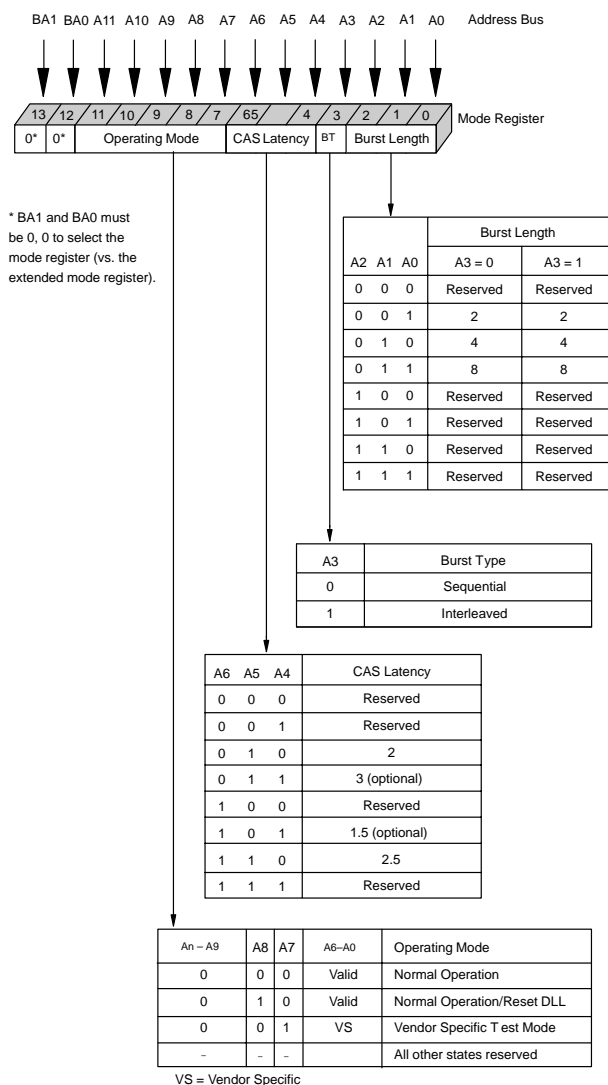 BA1 BA0 A11 A10 A9 A8 A7 A6 A5 A4 A3 A2 A1 A0 Address Bus
13 12 11 10 9 8 7 65 4 3 2 1 0 Mode Register
0* 0* Operating Mode CAS Latency BT Burst Length
* BA1 and BA0 must
be 0, 0 to select the
mode register (vs. the
extended mode register).
Burst Length
A2 A1 A0 A3 = 0 A3 = 1
0 0 0 Reserved Reserved
0 0 1 2 2
0 1 0 4 4
0 1 1 8 8
1 0 0 Reserved Reserved
1 0 1 Reserved Reserved
1 1 0 Reserved Reserved
1 1 1 Reserved Reserved
A3 Burst Type
0 Sequential
1 Interleaved
A6 A5 A4 CAS Latency
0 0 0 Reserved
0 0 1 Reserved
0 1 0 2
0 1 1 3 (optional)
1 0 0 Reserved
1 0 1 1.5 (optional)
1 1 0 2.5
1 1 1 Reserved
An – A9 A8 A7 A6–A0 Operating Mode
0 0 0 Valid Normal Operation
0 1 0 Valid Normal Operation/Reset DLL
0 0 1 VS Vendor Specific T est Mode
– – – All other states reserved
VS = Vendor Specific